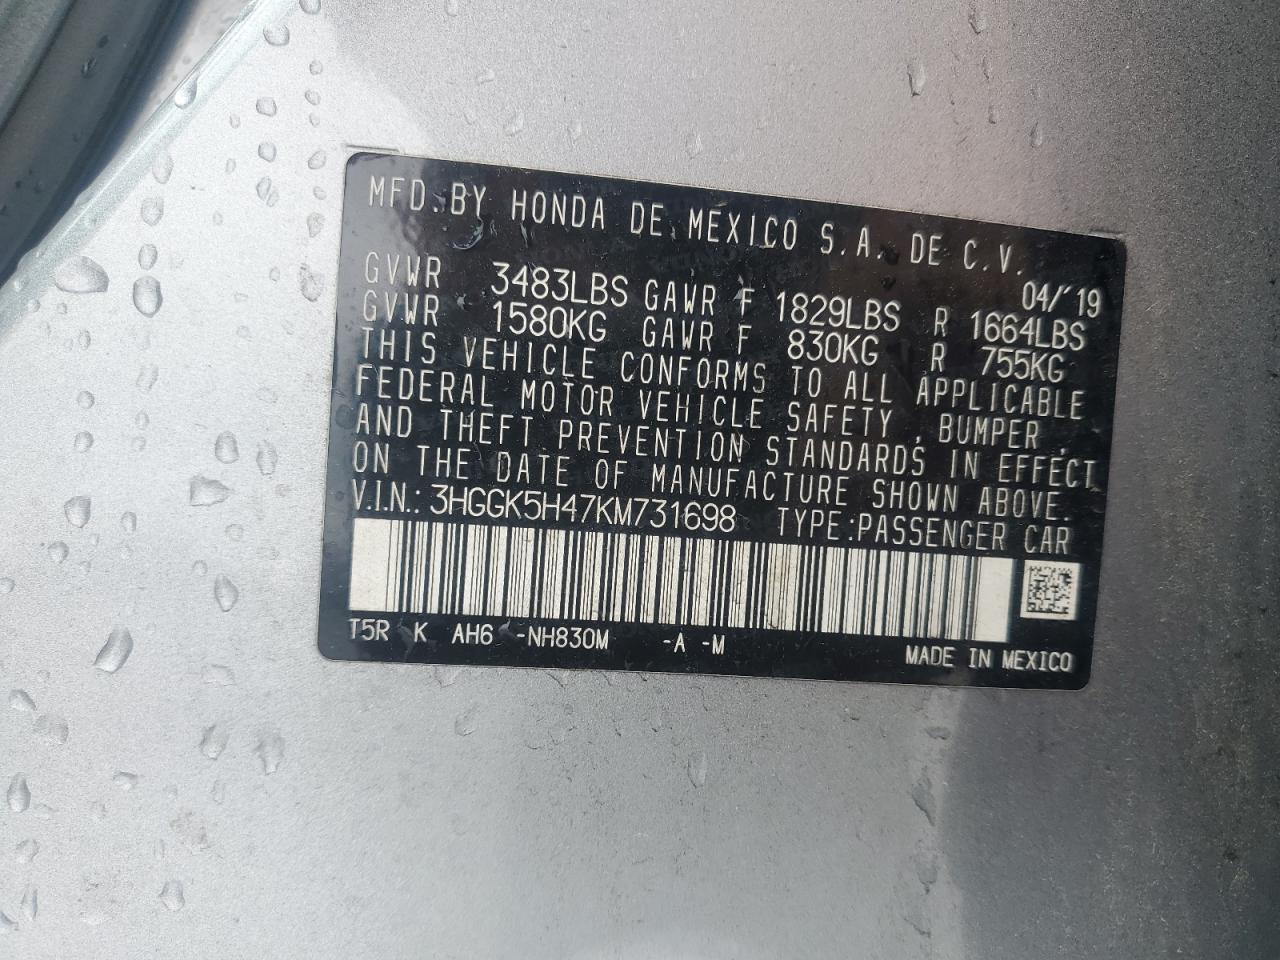 MFD. BY HONDA DE MEXICO S.A. DE C.V.
04/'19
GVWR 3483LBS GAWR F 1829LBS R 1664LBS
GVWR 1580KG GAWR F 830KG R 755KG
THIS VEHICLE CONFORMS TO ALL APPLICABLE
FEDERAL MOTOR VEHICLE SAFETY, BUMPER,
AND THEFT PREVENTION STANDARDS IN EFFECT
ON THE DATE OF MANUFACTURE SHOWN ABOVE.
V.I.N.: 3HGGK5H47KM731698 TYPE:PASSENGER CAR
T5R K AH6 -NH830M -A -M
MADE IN MEXICO